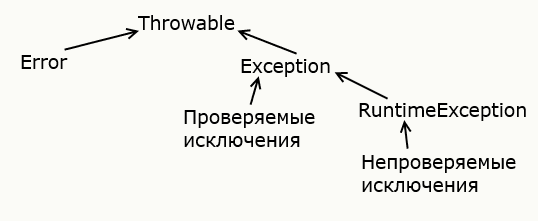 Throwable
Error
Exception
Проверяемые
исключения
RuntimeException
Непроверяемые
исключения